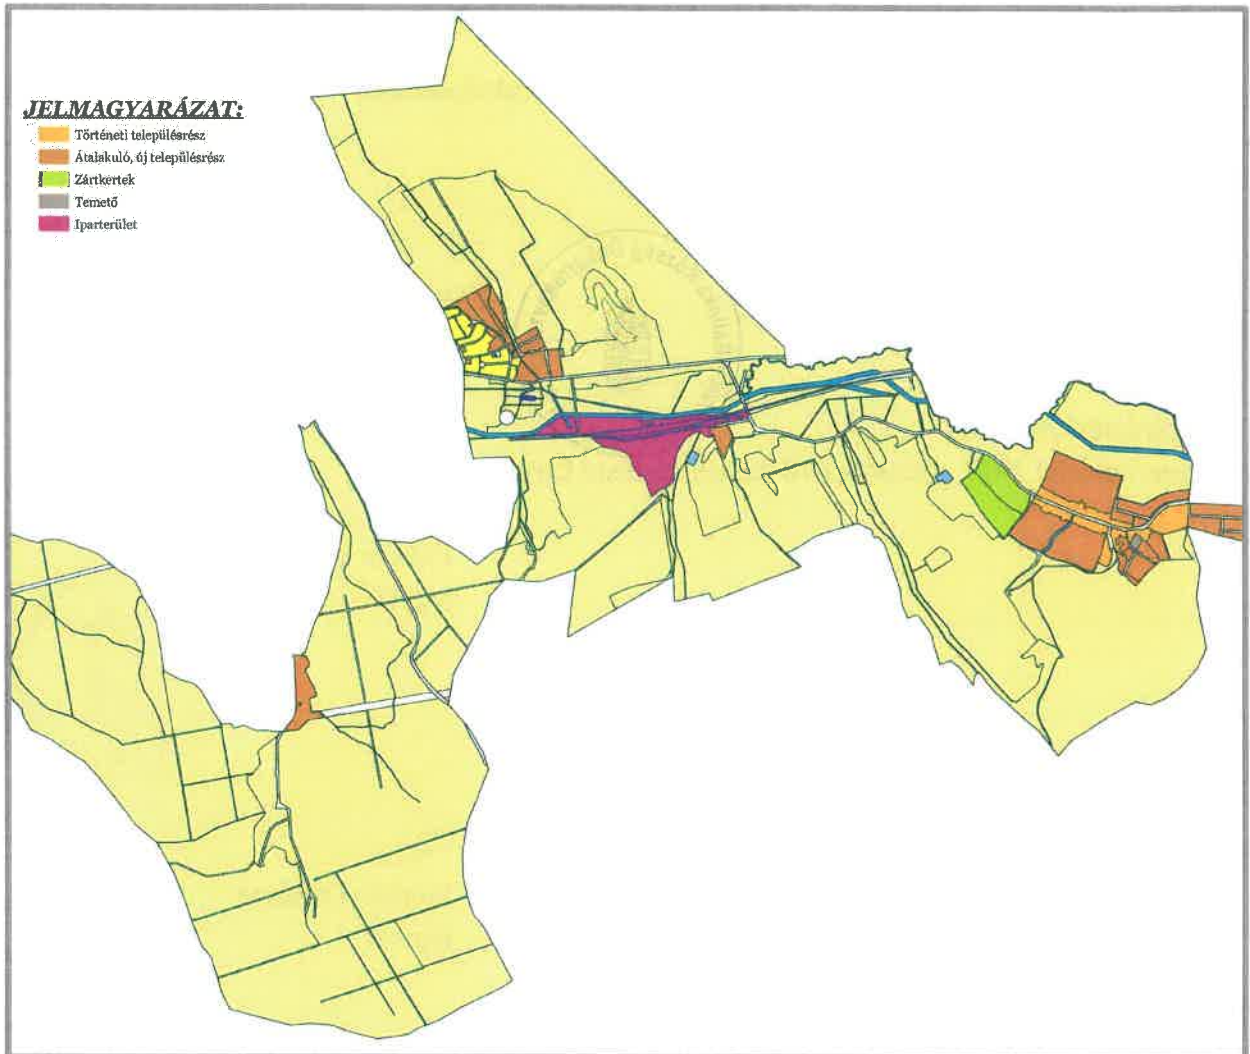 JELMAGYARÁZAT:
Történeti településrész
Átalakuló, új településrész
Zártkertek
Temető
Iparterület